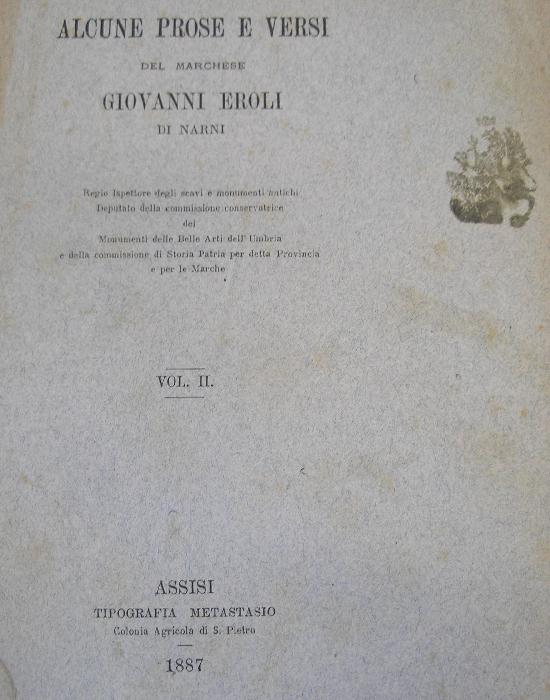 ALCUNE PROSE E VERSI
DEL MARCHESE
GIOVANNI EROLI
DI NARNI
Regio Ispettore degli scavi e monumenti antichi
Deputato della commissione conservatrice
dei
Monumenti delle Belle Arti dell' Umbria
e della commissione di Storia Patria per detta Provincia
e per le Marche
VOL. II.
ASSISI
TIPOGRAFIA METASTASIO
Colonia Agricola di S. Pietro
1887